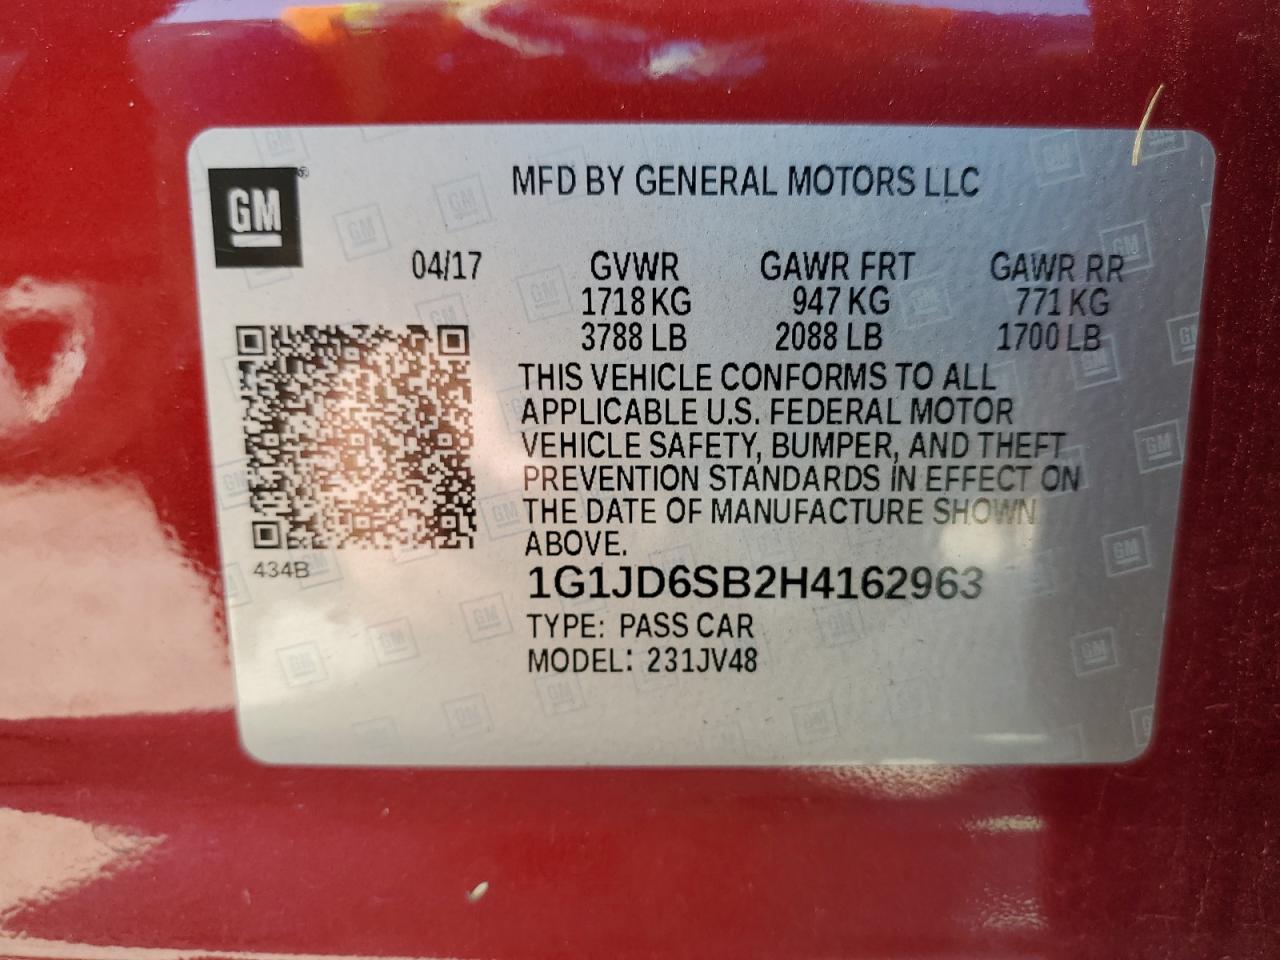 GM
MFD BY GENERAL MOTORS LLC
04/17 GVWR GAWR FRT GAWR RR
1718 KG 947 KG 771 KG
3788 LB 2088 LB 1700 LB
THIS VEHICLE CONFORMS TO ALL
APPLICABLE U.S. FEDERAL MOTOR
VEHICLE SAFETY, BUMPER, AND THEFT
PREVENTION STANDARDS IN EFFECT ON
THE DATE OF MANUFACTURE SHOWN
ABOVE.
434B
1G1JD6SB2H4162963
TYPE: PASS CAR
MODEL: 231JV48